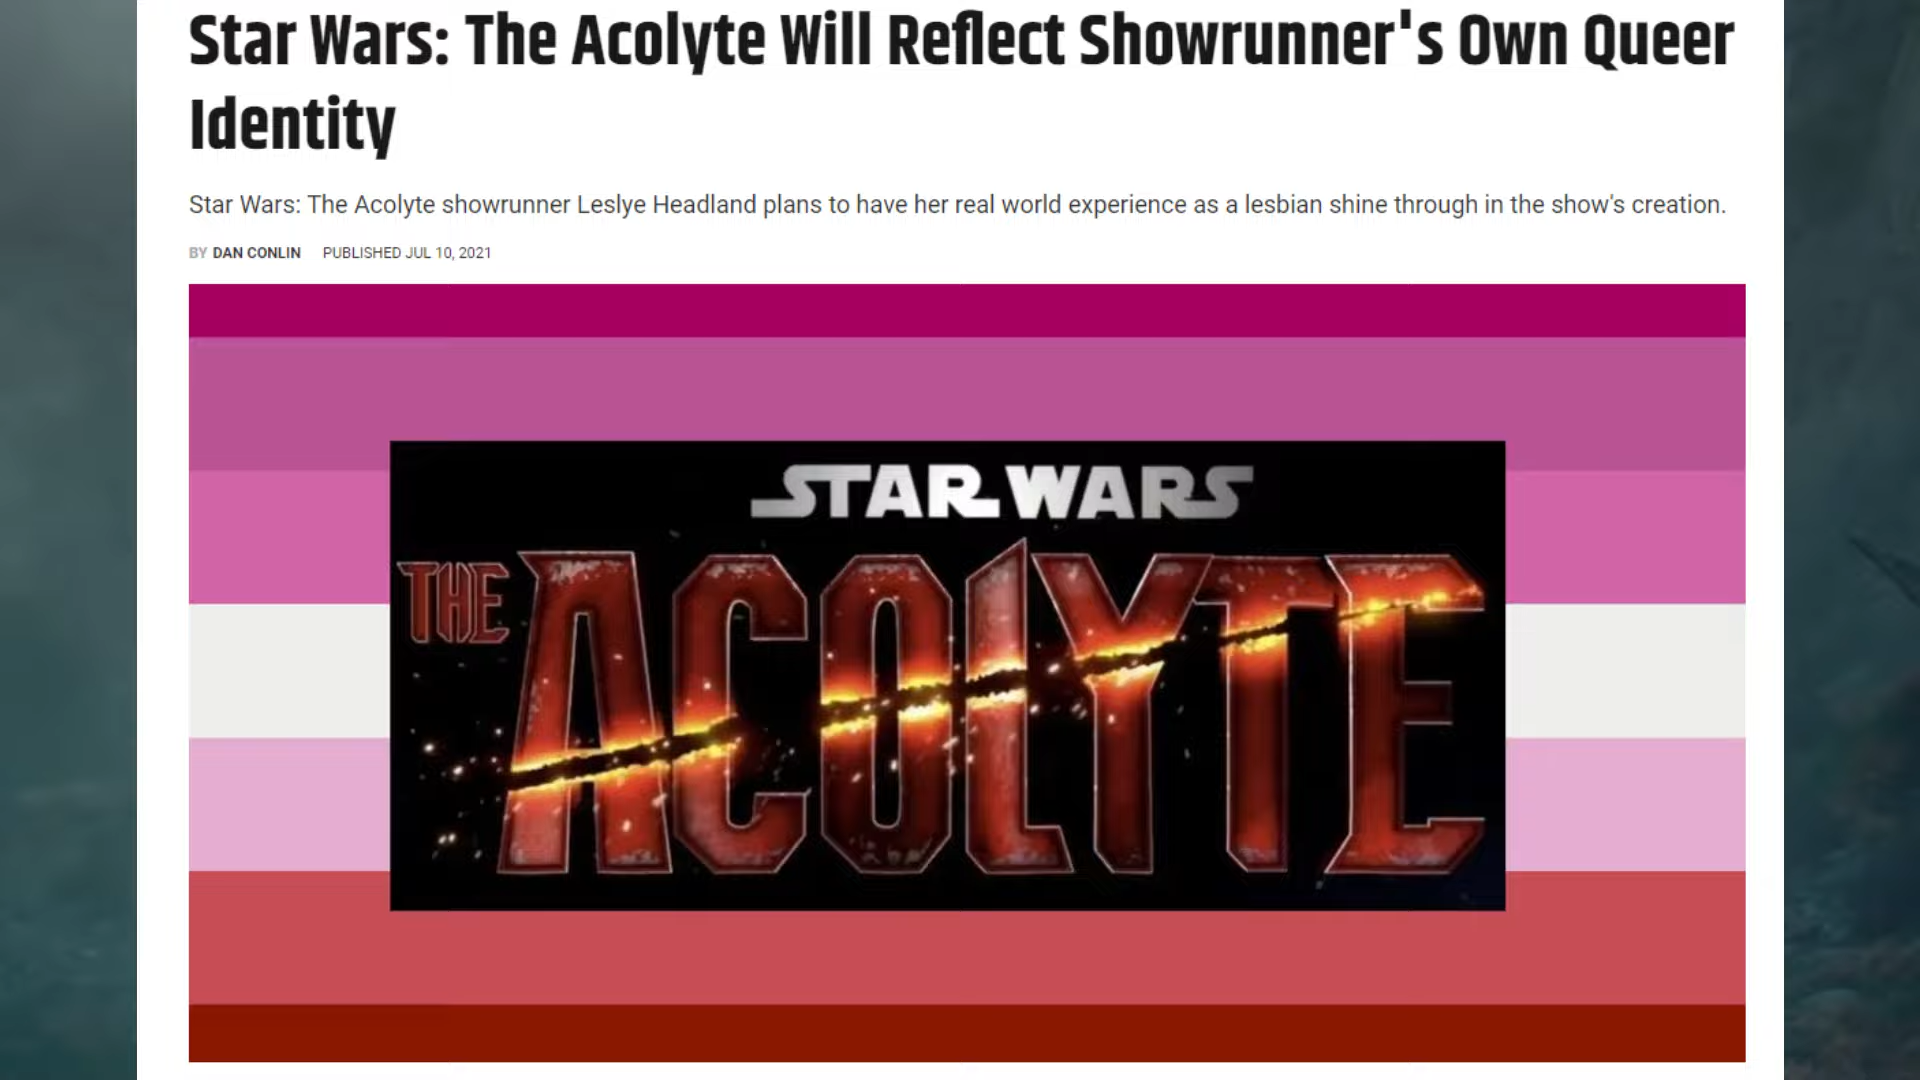 Star Wars: The Acolyte Will Reflect Showrunner's Own Queer
Identity
Star Wars: The Acolyte showrunner Leslye Headland plans to have her real world experience as a lesbian shine through in the show's creation.
BY DAN CONLIN PUBLISHED JUL 10, 2021
STAR WARS
THE ACOLYTE